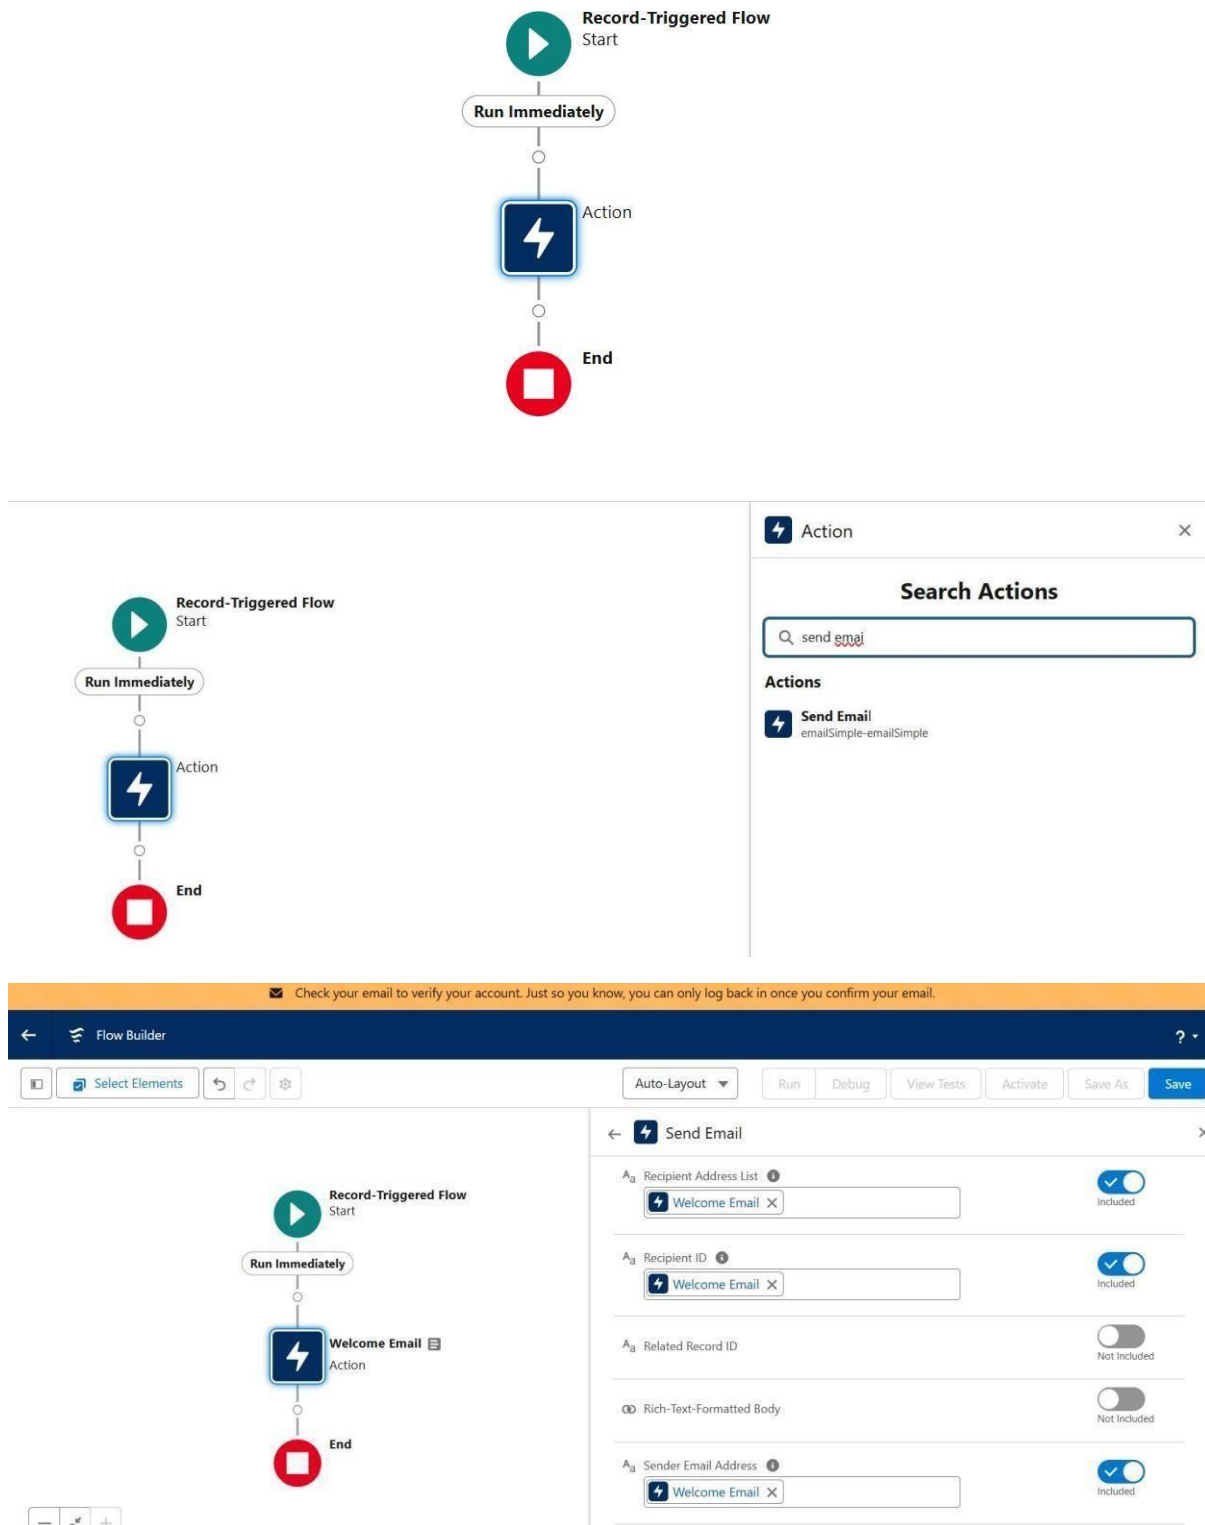 Record-Triggered Flow
Start
Run Immediately
Action
End
Action
Search Actions
send emai
Actions
Send Email
emailSimple-emailSimple
Record-Triggered Flow
Start
Run Immediately
Action
End
Check your email to verify your account. Just so you know, you can only log back in once you confirm your email.
Flow Builder
?
Select Elements
Auto-Layout
Run
Debug
View Tests
Activate
Save As
Save
Send Email
Record-Triggered Flow
Start
Run Immediately
Welcome Email
Action
End
Aa Recipient Address List
Welcome Email
Included
Aa Recipient ID
Welcome Email
Included
Aa Related Record ID
Not Included
Rich-Text-Formatted Body
Not Included
Aa Sender Email Address
Welcome Email
Included